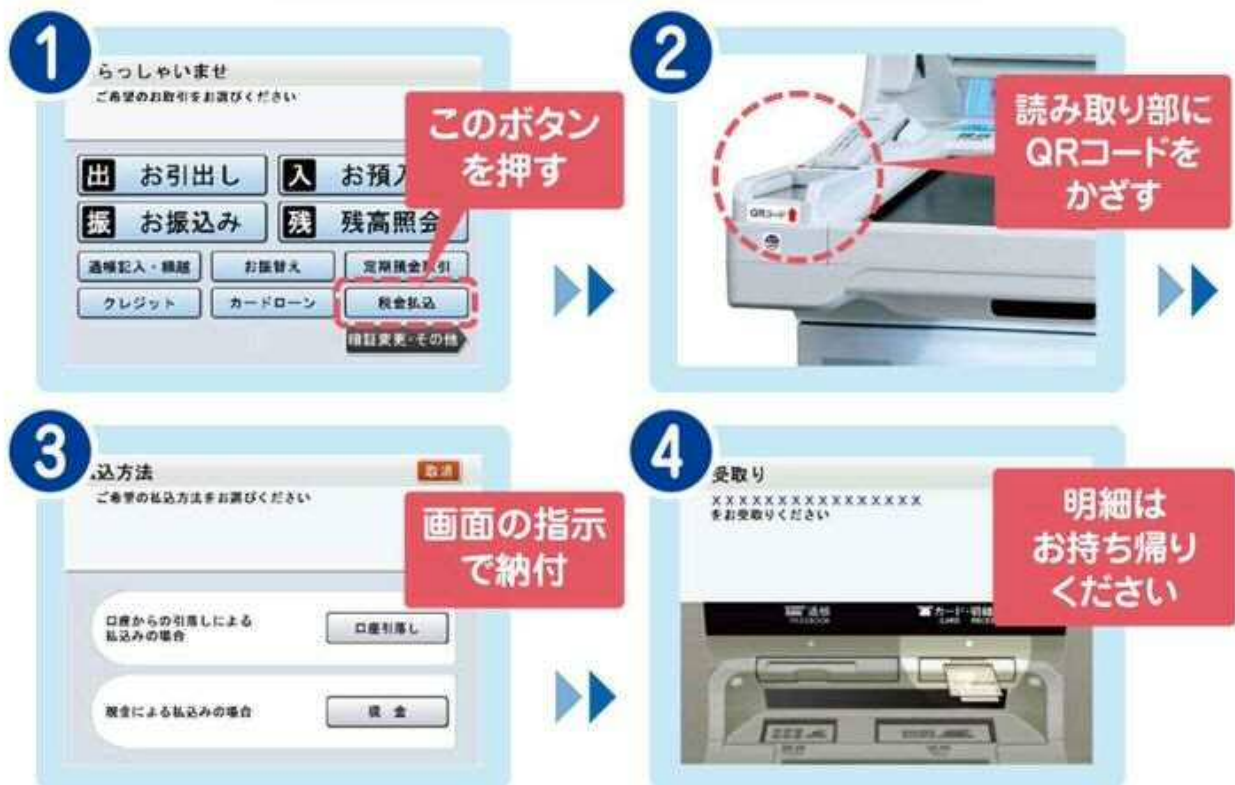 1
らっしゃいませ
ご希望のお取引をお選びください
このボタン
を押す
出 お引出し
入 お預入
振 お振込み
残 残高照会
通帳記入・繰越
お振替え
定期預金取引
クレジット
カードローン
税金払込
暗証変更・その他
2
読み取り部に
QRコードを
かざす
QRコード
3
込方法
取消
ご希望の払込方法をお選びください
画面の指示
で納付
口座からの引落しによる
払込みの場合
口座引落し
現金による払込みの場合
現金
4
受取り
XXXXXXXXXXXXXXXX
をお受取りください
明細は
お持ち帰り
ください
通帳
PASSBOOK
カード・明細
CARD